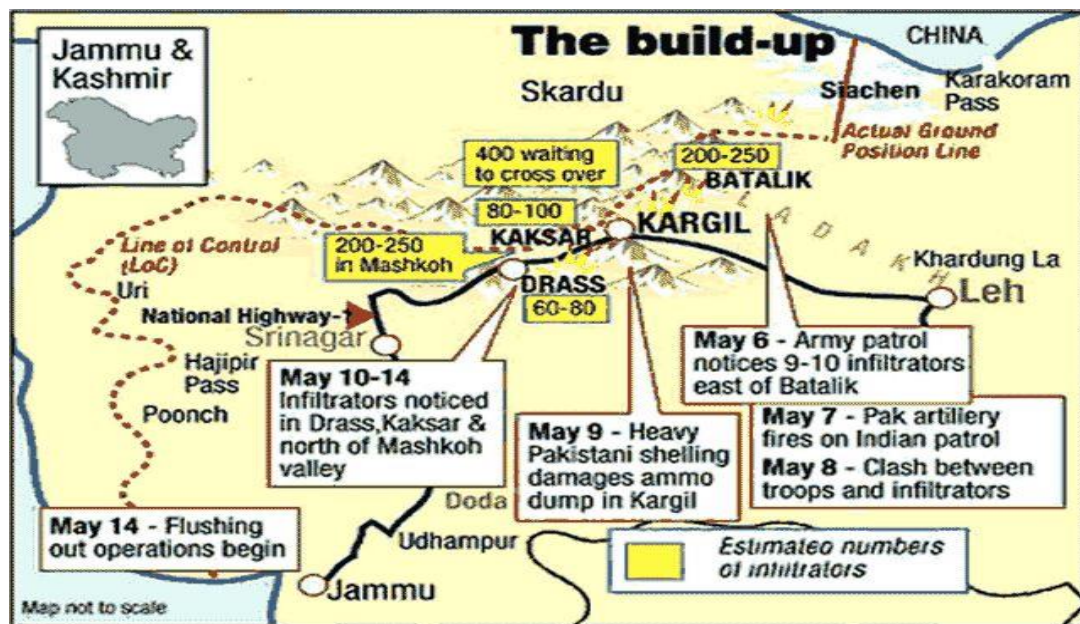 The build-up
Jammu &
Kashmir
CHINA
Skardu
Siachen
Karakoram
Pass
Actual Ground
Position Line
400 waiting
to cross over
200-250
BATALIK
80-100
KAKSAR
KARGIL
LADAKH
200-250
in Mashkoh
Line of Control
(LoC)
DRASS
60-80
Khardung La
Leh
Uri
National Highway-1
Srinagar
Hajipir
Pass
Poonch
May 6 - Army patrol
notices 9-10 infiltrators
east of Batalik
May 10-14
Infiltrators noticed
in Drass,Kaksar &
north of Mashkoh
valley
May 9 - Heavy
Pakistani shelling
damages ammo
dump in Kargil
May 7 - Pak artillery
fires on Indian patrol
May 8 - Clash between
troops and infiltrators
Doda
May 14 - Flushing
out operations begin
Udhampur
Jammu
Estimated numbers
of infiltrators
Map not to scale